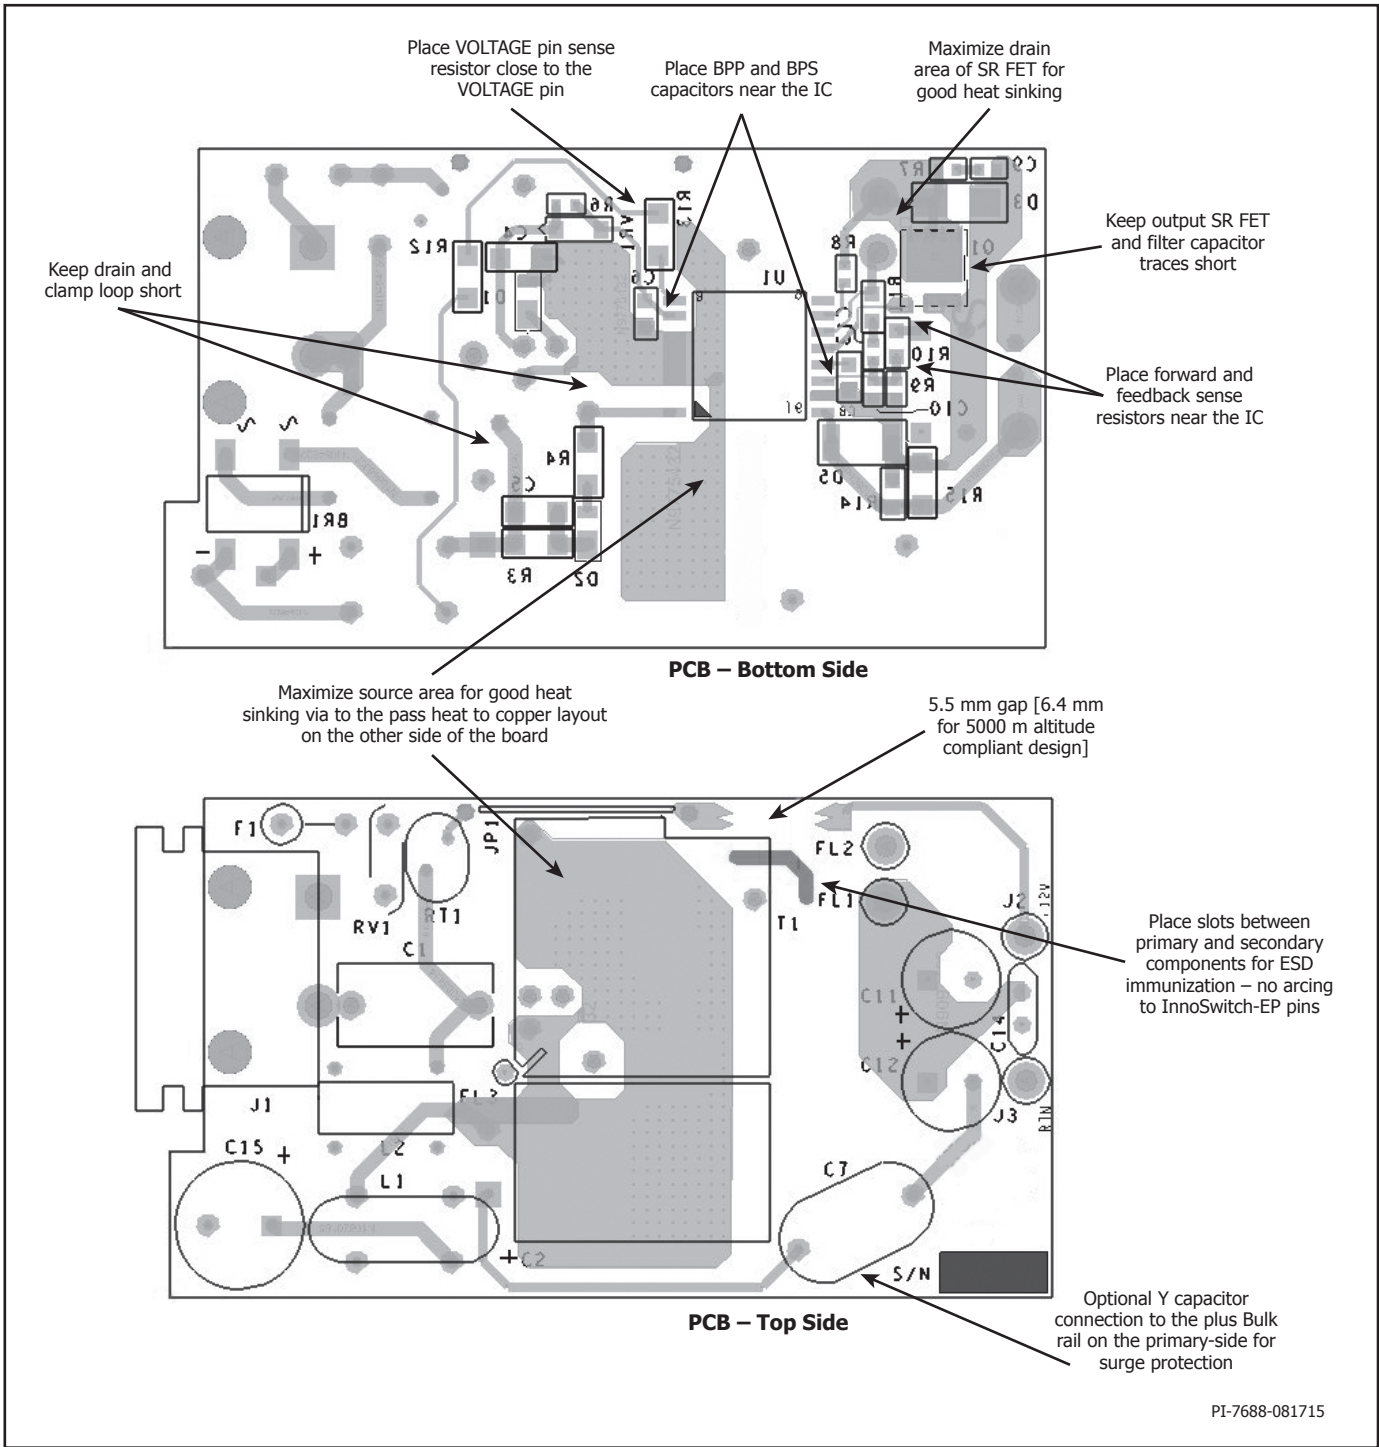 Place VOLTAGE pin sense
resistor close to the
VOLTAGE pin
Place BPP and BPS
capacitors near the IC
Maximize drain
area of SR FET for
good heat sinking
Keep output SR FET
and filter capacitor
traces short
Keep drain and
clamp loop short
Place forward and
feedback sense
resistors near the IC
R6
VR1
R13
R12
C4
D1
C6
U1
R8
R7
C9
D3
Q1
R10
R9
C10
R4
C5
R3
D2
D5
R14
R15
BR1
-
+
PCB – Bottom Side
Maximize source area for good heat
sinking via to the pass heat to copper layout
on the other side of the board
5.5 mm gap [6.4 mm
for 5000 m altitude
compliant design]
F1
RV1
RT1
JP1
C1
T1
FL2
FL1
J2
C11
+
+
C12
C14
J3
RTN
FL3
J1
L2
C15
+
L1
+
C2
C7
S/N
Place slots between
primary and secondary
components for ESD
immunization – no arcing
to InnoSwitch-EP pins
PCB – Top Side
Optional Y capacitor
connection to the plus Bulk
rail on the primary-side for
surge protection
PI-7688-081715